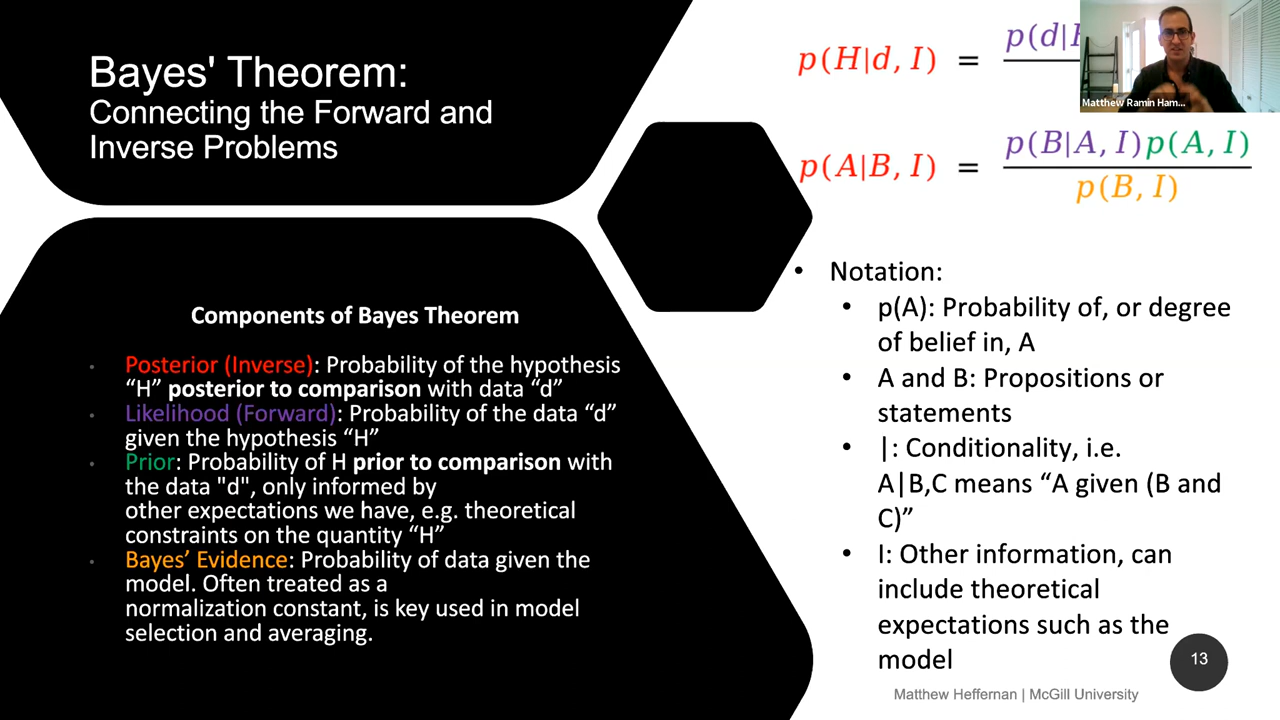 Bayes' Theorem:
Connecting the Forward and
Inverse Problems
Components of Bayes Theorem
• Posterior (Inverse): Probability of the hypothesis
“H” posterior to comparison with data “d”
• Likelihood (Forward): Probability of the data “d”
given the hypothesis “H”
• Prior: Probability of H prior to comparison with
the data "d", only informed by
other expectations we have, e.g. theoretical
constraints on the quantity “H”
• Bayes’ Evidence: Probability of data given the
model. Often treated as a
normalization constant, is key used in model
selection and averaging.
p(H|d, I) = p(d|
Matthew Ramin Ham...
p(A|B, I) = p(B|A, I)p(A, I)
p(B, I)
• Notation:
• p(A): Probability of, or degree
of belief in, A
• A and B: Propositions or
statements
• |: Conditionality, i.e.
A|B,C means “A given (B and
C)”
• I: Other information, can
include theoretical
expectations such as the
model
13
Matthew Heffernan | McGill University